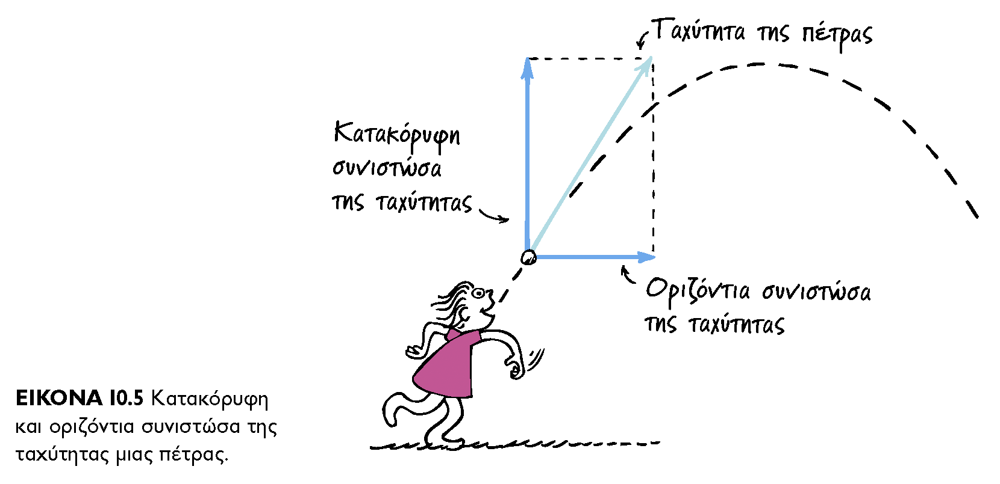 Ταχύτητα της πέτρας
Κατακόρυφη
συνιστώσα
της ταχύτητας
Οριζόντια συνιστώσα
της ταχύτητας
ΕΙΚΟΝΑ 10.5 Κατακόρυφη
και οριζόντια συνιστώσα της
ταχύτητας μιας πέτρας.